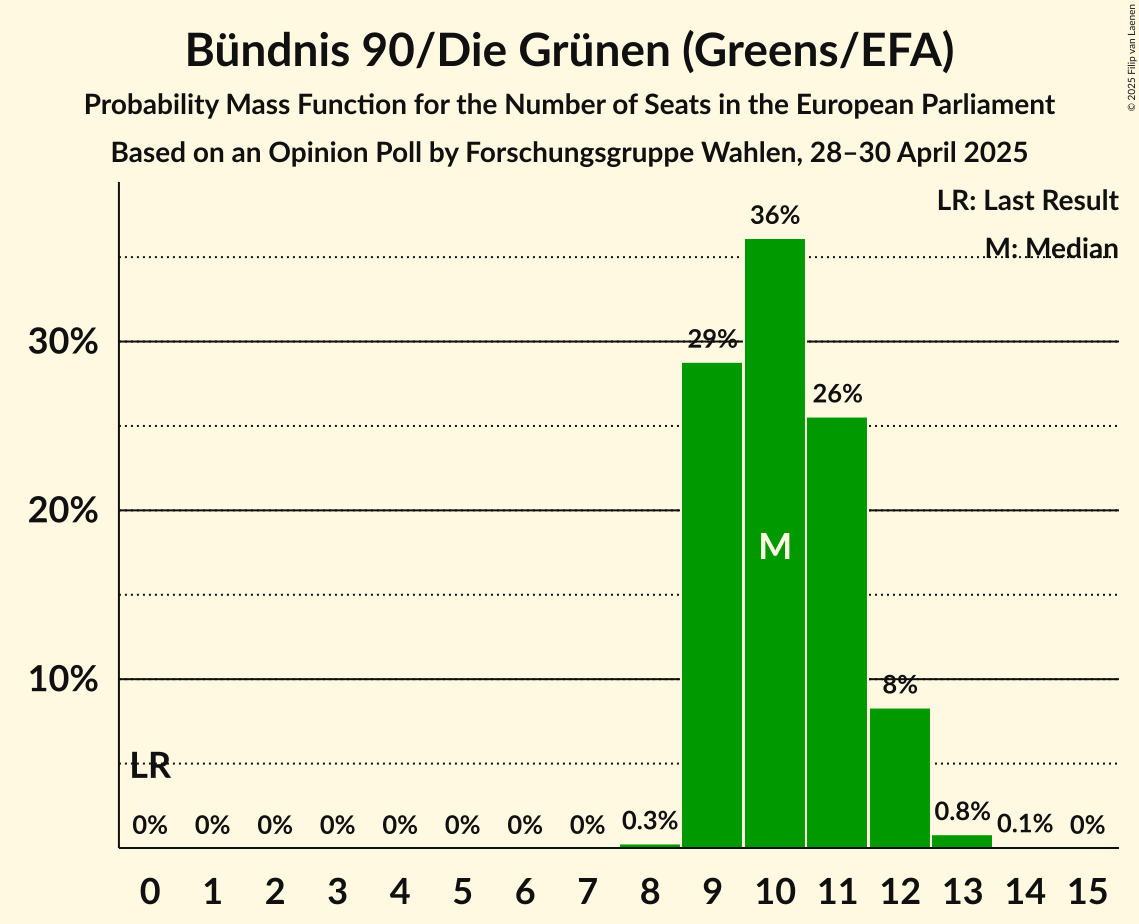 Bündnis 90/Die Grünen (Greens/EFA)
Probability Mass Function for the Number of Seats in the European Parliament
Based on an Opinion Poll by Forschungsgruppe Wahlen, 28–30 April 2025
© 2025 Filip van Laenen
LR: Last Result
M: Median
36%
30%
29%
26%
20%
M
10%
8%
LR
0% 0% 0% 0% 0% 0% 0% 0% 0.3% 0.8% 0.1% 0%
0 1 2 3 4 5 6 7 8 9 10 11 12 13 14 15